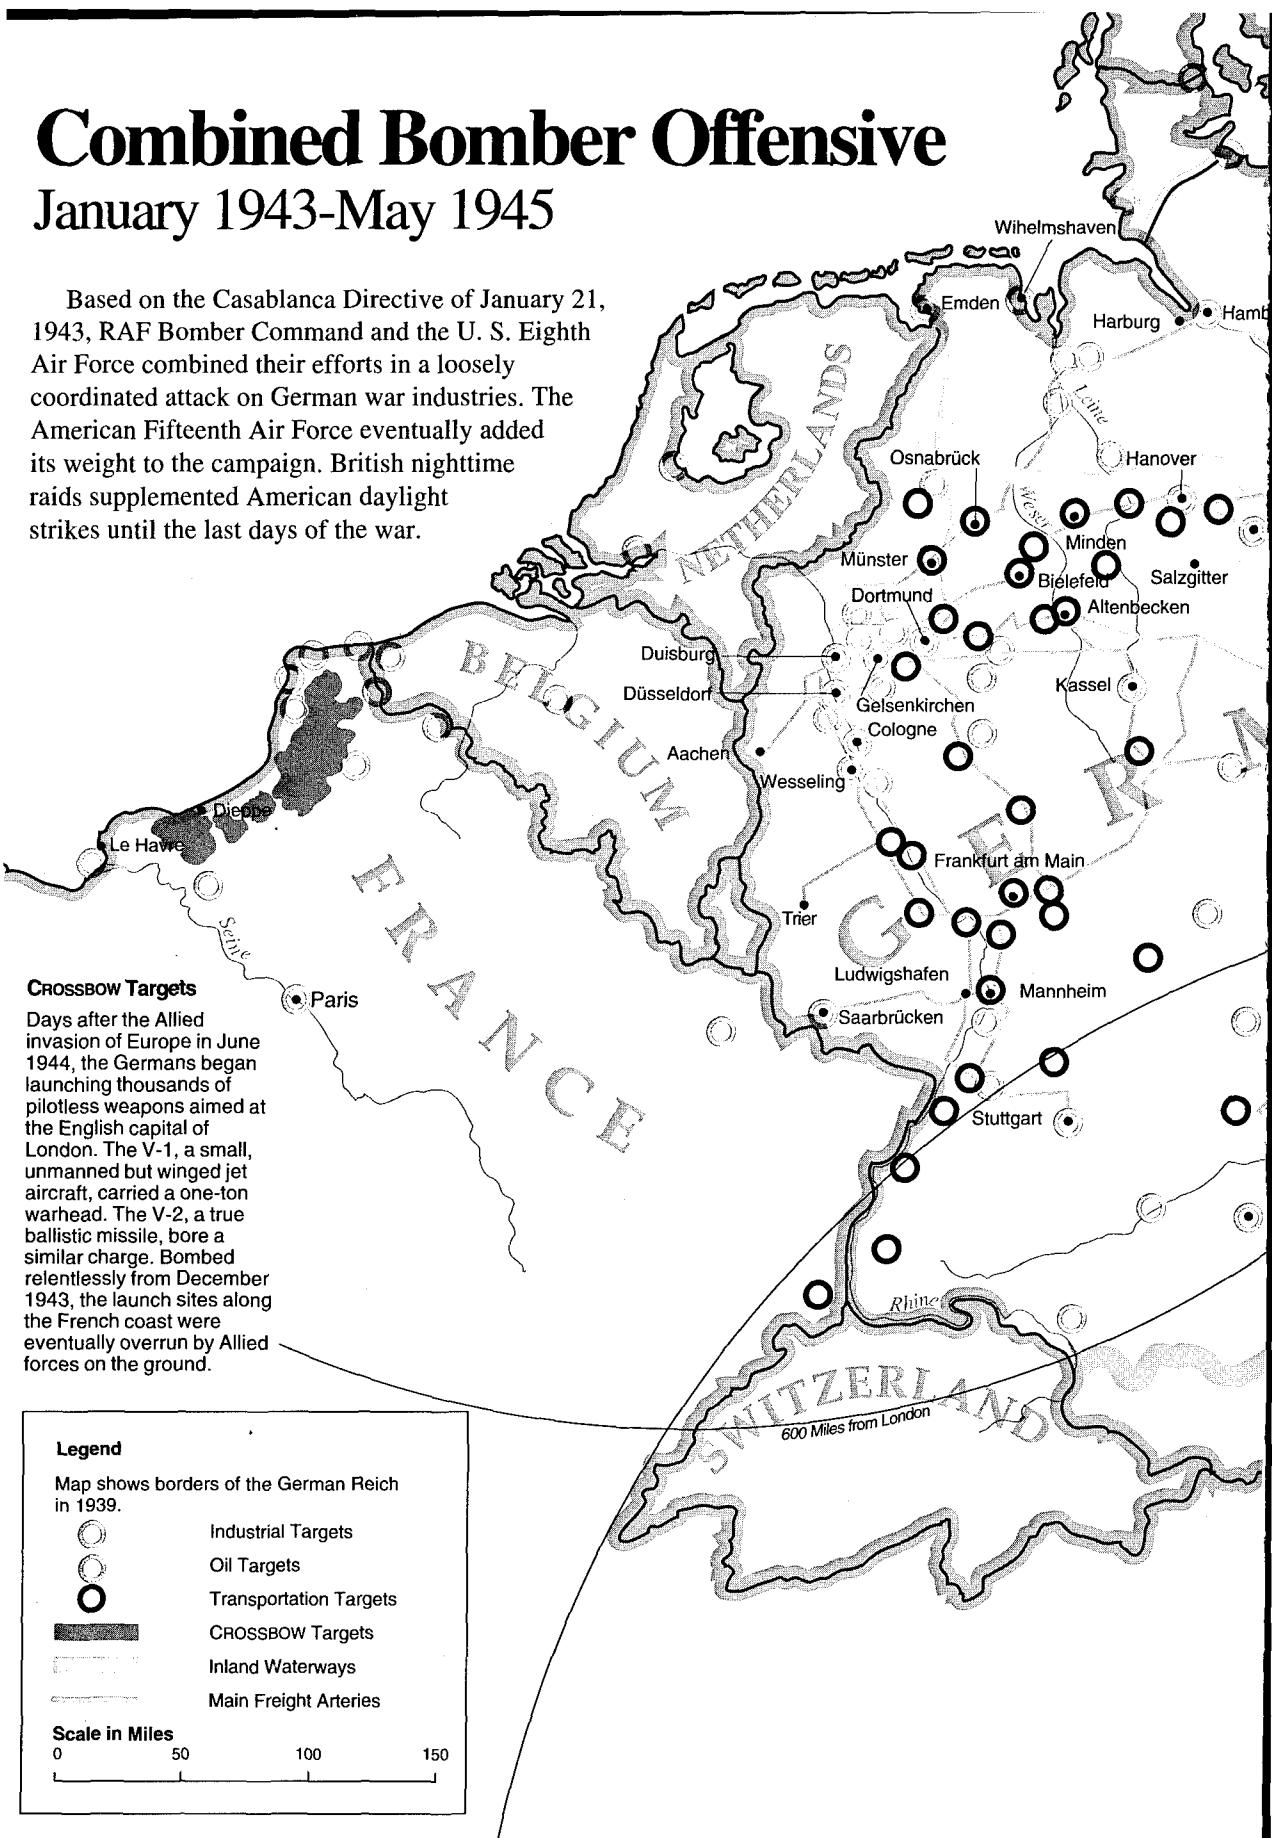 Combined Bomber Offensive
January 1943-May 1945
Based on the Casablanca Directive of January 21,
1943, RAF Bomber Command and the U. S. Eighth
Air Force combined their efforts in a loosely
coordinated attack on German war industries. The
American Fifteenth Air Force eventually added
its weight to the campaign. British nighttime
raids supplemented American daylight
strikes until the last days of the war.
Wihelmshaven
Emden
Harburg
Hamb
NETHERLANDS
Leine
Osnabrück
Hanover
Weser
Minden
Münster
Bielefeld
Salzgitter
Dortmund
Altenbecken
BELGIUM
Duisburg
Düsseldorf
Kassel
Gelsenkirchen
Cologne
Aachen
Wesseling
Dieppe
Le Havre
FRANCE
Frankfurt am Main
GER
Trier
Seine
Paris
Ludwigshafen
Mannheim
Saarbrücken
Stuttgart
CROSSBOW Targets
Days after the Allied
invasion of Europe in June
1944, the Germans began
launching thousands of
pilotless weapons aimed at
the English capital of
London. The V-1, a small,
unmanned but winged jet
aircraft, carried a one-ton
warhead. The V-2, a true
ballistic missile, bore a
similar charge. Bombed
relentlessly from December
1943, the launch sites along
the French coast were
eventually overrun by Allied
forces on the ground.
Rhine
SWITZERLAND
600 Miles from London
Legend
Map shows borders of the German Reich
in 1939.
Industrial Targets
Oil Targets
Transportation Targets
CROSSBOW Targets
Inland Waterways
Main Freight Arteries
Scale in Miles
0 50 100 150